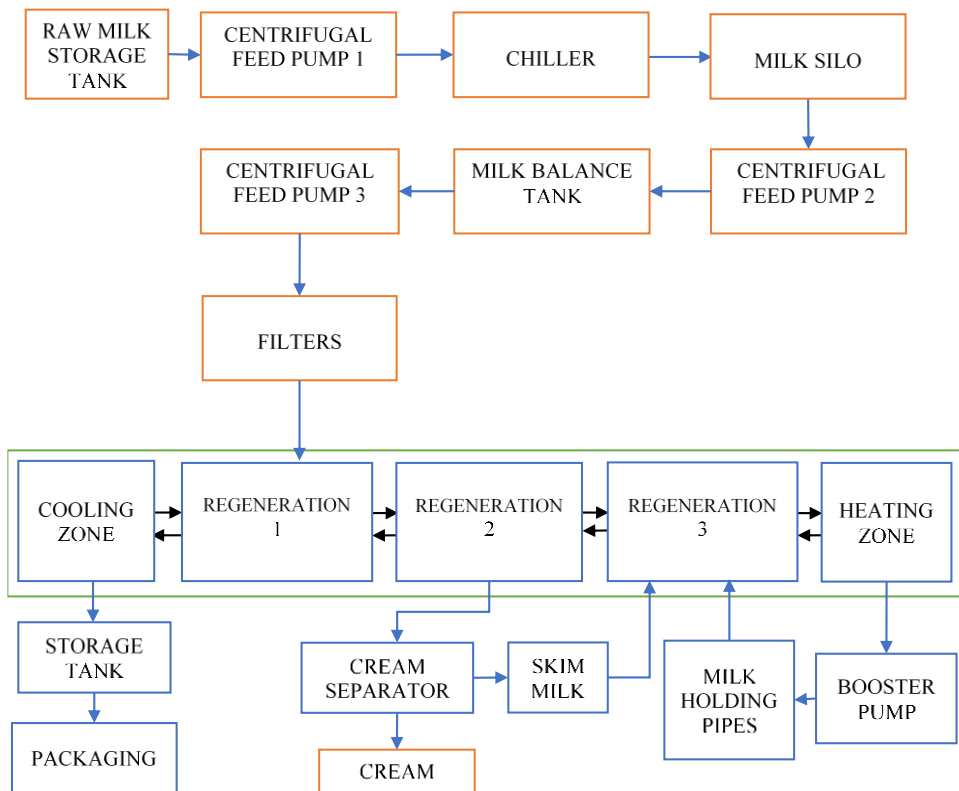 RAW MILK
STORAGE
TANK
CENTRIFUGAL
FEED PUMP 1
CHILLER
MILK SILO
CENTRIFUGAL
FEED PUMP 3
MILK BALANCE
TANK
CENTRIFUGAL
FEED PUMP 2
FILTERS
COOLING
ZONE
REGENERATION
1
REGENERATION
2
REGENERATION
3
HEATING
ZONE
STORAGE
TANK
CREAM
SEPARATOR
SKIM
MILK
MILK
HOLDING
PIPES
BOOSTER
PUMP
PACKAGING
CREAM